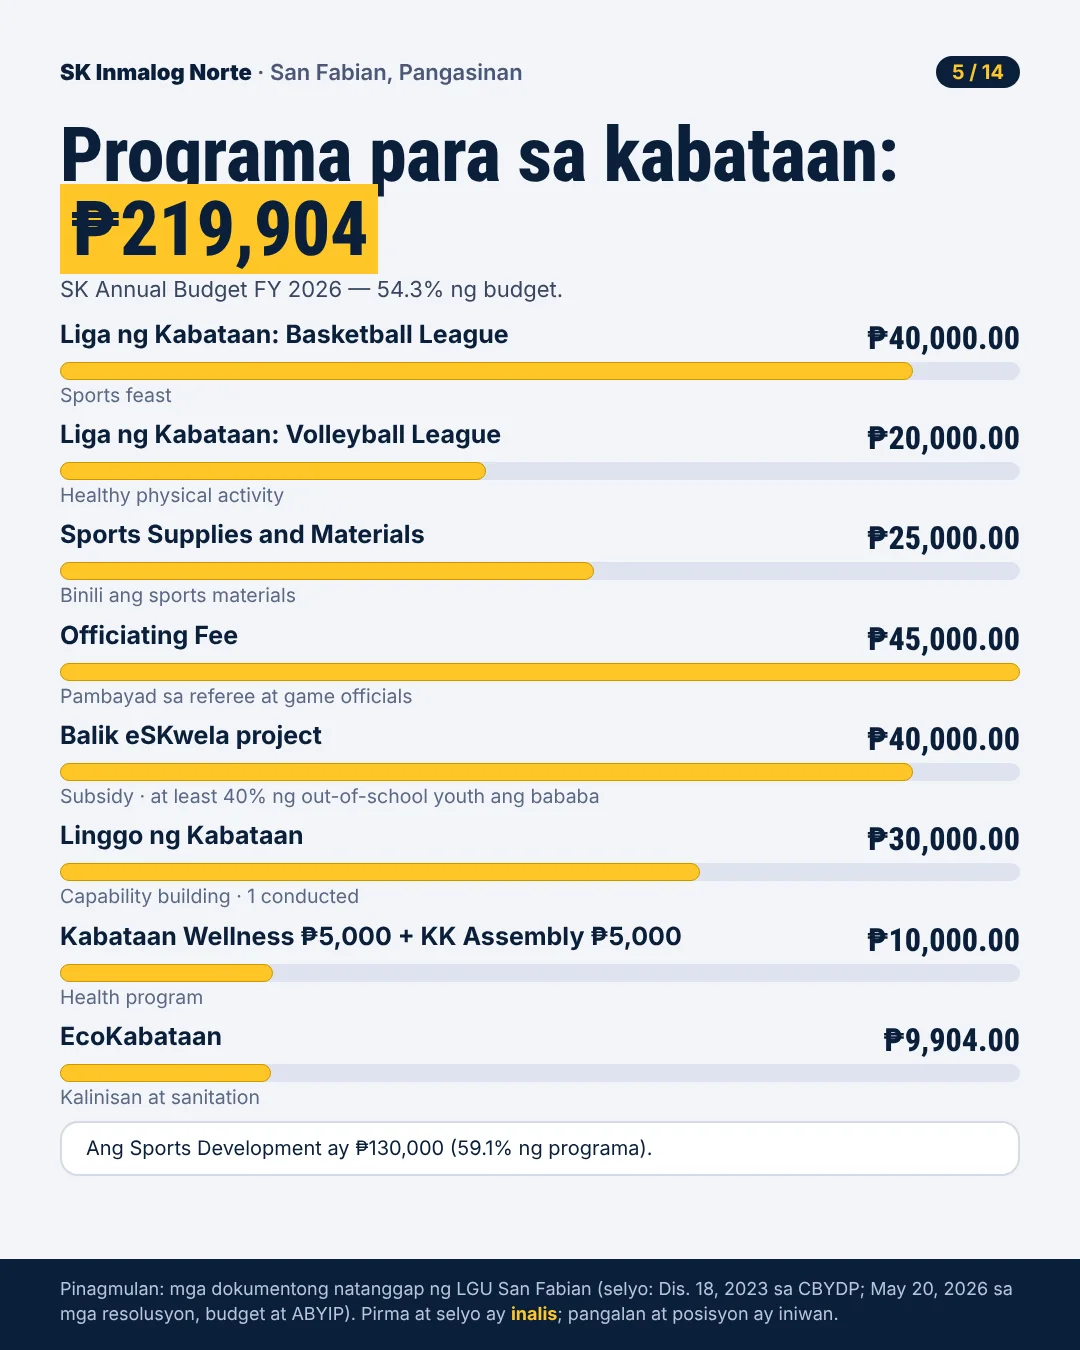 SK Inmalog Norte · San Fabian, Pangasinan
5 / 14
Programa para sa kabataan:
₱219,904
SK Annual Budget FY 2026 — 54.3% ng budget.
Liga ng Kabataan: Basketball League
₱40,000.00
Sports feast
Liga ng Kabataan: Volleyball League
₱20,000.00
Healthy physical activity
Sports Supplies and Materials
₱25,000.00
Binili ang sports materials
Officiating Fee
₱45,000.00
Pambayad sa referee at game officials
Balik eSKwela project
₱40,000.00
Subsidy · at least 40% ng out-of-school youth ang bababa
Linggo ng Kabataan
₱30,000.00
Capability building · 1 conducted
Kabataan Wellness ₱5,000 + KK Assembly ₱5,000
₱10,000.00
Health program
EcoKabataan
₱9,904.00
Kalinisan at sanitation
Ang Sports Development ay ₱130,000 (59.1% ng programa).
Pinagmulan: mga dokumentong natanggap ng LGU San Fabian (selyo: Dis. 18, 2023 sa CBYDP; May 20, 2026 sa
mga resolusyon, budget at ABYIP). Pirma at selyo ay inalis; pangalan at posisyon ay iniwan.